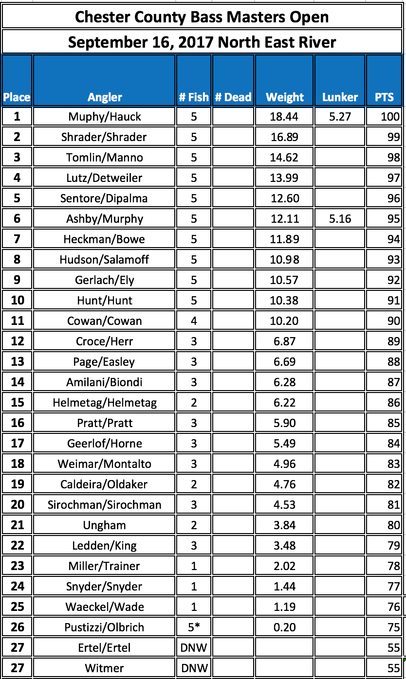 Chester County Bass Masters Open
September 16, 2017 North East River
Place Angler # Fish # Dead Weight Lunker PTS
1 Muphy/Hauck 5 18.44 5.27 100
2 Shrader/Shrader 5 16.89 99
3 Tomlin/Manno 5 14.62 98
4 Lutz/Detweiler 5 13.99 97
5 Sentore/Dipalma 5 12.60 96
6 Ashby/Murphy 5 12.11 5.16 95
7 Heckman/Bowe 5 11.89 94
8 Hudson/Salamoff 5 10.98 93
9 Gerlach/Ely 5 10.57 92
10 Hunt/Hunt 5 10.38 91
11 Cowan/Cowan 4 10.20 90
12 Croce/Herr 3 6.87 89
13 Page/Easley 3 6.69 88
14 Amilani/Biondi 3 6.28 87
15 Helmetag/Helmetag 2 6.22 86
16 Pratt/Pratt 3 5.90 85
17 Geerlof/Horne 3 5.49 84
18 Weimar/Montalto 3 4.96 83
19 Caldeira/Oldaker 2 4.76 82
20 Sirochman/Sirochman 3 4.53 81
21 Ungham 2 3.84 80
22 Ledden/King 3 3.48 79
23 Miller/Trainer 1 2.02 78
24 Snyder/Snyder 1 1.44 77
25 Waeckel/Wade 1 1.19 76
26 Pustizzi/Olbrich 5* 0.20 75
27 Ertel/Ertel DNW 55
27 Witmer DNW 55